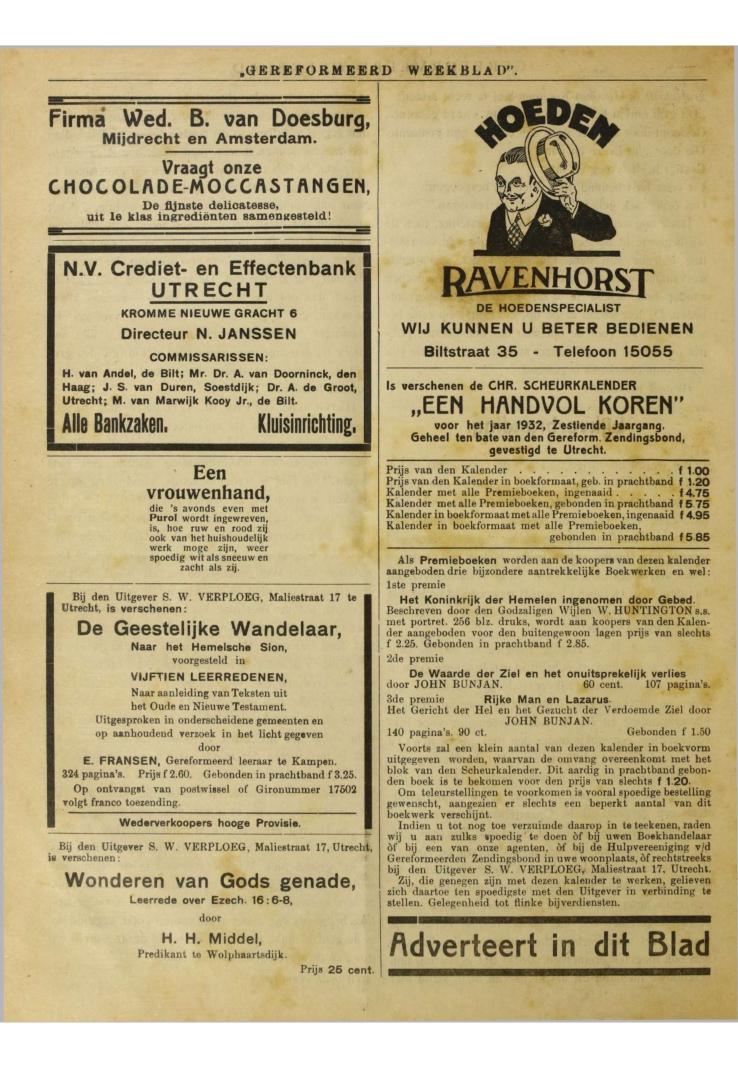 „GEREFORMEERD WEEKBLAD”.
Firma Wed. B. van Doesburg,
Mijdrecht en Amsterdam.
Vraagt onze
CHOCOLADE-MOCCASTANGEN,
De fijnste delicatesse,
uit 1e klas ingrediënten samengesteld!
N.V. Crediet- en Effectenbank
UTRECHT
KROMME NIEUWE GRACHT 6
Directeur N. JANSSEN
COMMISSARISSEN:
H. van Andel, de Bilt; Mr. Dr. A. van Doorninck, den
Haag; J. S. van Duren, Soestdijk; Dr. A. de Groot,
Utrecht; M. van Marwijk Kooy Jr., de Bilt.
Alle Bankzaken. Kluisinrichting.
Een
vrouwenhand,
die 's avonds even met
Purol wordt ingewreven,
is, hoe ruw en rood zij
ook van het huishoudelijk
werk moge zijn, weer
spoedig wit als sneeuw en
zacht als zij.
Bij den Uitgever S. W. VERPLOEG, Maliestraat 17 te
Utrecht, is verschenen:
De Geestelijke Wandelaar,
Naar het Hemelsche Sion,
voorgesteld in
VIJFTIEN LEERREDENEN,
Naar aanleiding van Teksten uit
het Oude en Nieuwe Testament.
Uitgesproken in onderscheidene gemeenten en
op aanhoudend verzoek in het licht gegeven
door
E. FRANSEN, Gereformeerd leeraar te Kampen.
324 pagina's. Prijs f 2.60. Gebonden in prachtband f 3.25.
Op ontvangst van postwissel of Gironummer 17502
volgt franco toezending.
Wederverkoopers hooge Provisie.
Bij den Uitgever S. W. VERPLOEG, Maliestraat 17, Utrecht,
is verschenen:
Wonderen van Gods genade,
Leerrede over Ezech. 16 : 6-8,
door
H. H. Middel,
Predikant te Wolphaartsdijk.
Prijs 25 cent.
HOEDEN
RAVENHORST
DE HOEDENSPECIALIST
WIJ KUNNEN U BETER BEDIENEN
Biltstraat 35 - Telefoon 15055
Is verschenen de CHR. SCHEURKALENDER
„EEN HANDVOL KOREN”
voor het jaar 1932, Zestiende Jaargang.
Geheel ten bate van den Gereform. Zendingsbond,
gevestigd te Utrecht.
Prijs van den Kalender . . . . . . . . . . . . f 1.00
Prijs van den Kalender in boekformaat, geb. in prachtband f 1.20
Kalender met alle Premieboeken, ingenaaid . . . . . f 4.75
Kalender met alle Premieboeken, gebonden in prachtband f 5.75
Kalender in boekformaat met alle Premieboeken, ingenaaid f 4.95
Kalender in boekformaat met alle Premieboeken,
gebonden in prachtband f 5.85
Als Premieboeken worden aan de koopers van dezen kalender
aangeboden drie bijzondere aantrekkelijke Boekwerken en wel:
1ste premie
Het Koninkrijk der Hemelen ingenomen door Gebed.
Beschreven door den Godzaligen Wijlen W. HUNTINGTON s.s.
met portret. 256 blz. druks, wordt aan koopers van den Kalen-
der aangeboden voor den buitengewoon lagen prijs van slechts
f 2.25. Gebonden in prachtband f 2.85.
2de premie
De Waarde der Ziel en het onuitsprekelijk verlies
door JOHN BUNJAN. 60 cent. 107 pagina's.
3de premie Rijke Man en Lazarus.
Het Gericht der Hel en het Gezucht der Verdoemde Ziel door
JOHN BUNJAN.
140 pagina's. 90 ct. Gebonden f 1.50
Voorts zal een klein aantal van dezen kalender in boekvorm
uitgegeven worden, waarvan de omvang overeenkomt met het
blok van den Scheurkalender. Dit aardig in prachtband gebon-
den boek is te bekomen voor den prijs van slechts f 1.20.
Om teleurstellingen te voorkomen is vooral spoedige bestelling
gewenscht, aangezien er slechts een beperkt aantal van dit
boekwerk verschijnt.
Indien u tot nog toe verzuimde daarop in te teekenen, raden
wij u aan zulks spoedig te doen òf bij uwen Boekhandelaar
òf bij een van onze agenten, òf bij de Hulpvereeniging v/d
Gereformeerden Zendingsbond in uwe woonplaats, òf rechtstreeks
bij den Uitgever S. W. VERPLOEG, Maliestraat 17, Utrecht.
Zij, die genegen zijn met dezen kalender te werken, gelieven
zich daartoe ten spoedigste met den Uitgever in verbinding te
stellen. Gelegenheid tot flinke bijverdiensten.
Adverteert in dit Blad